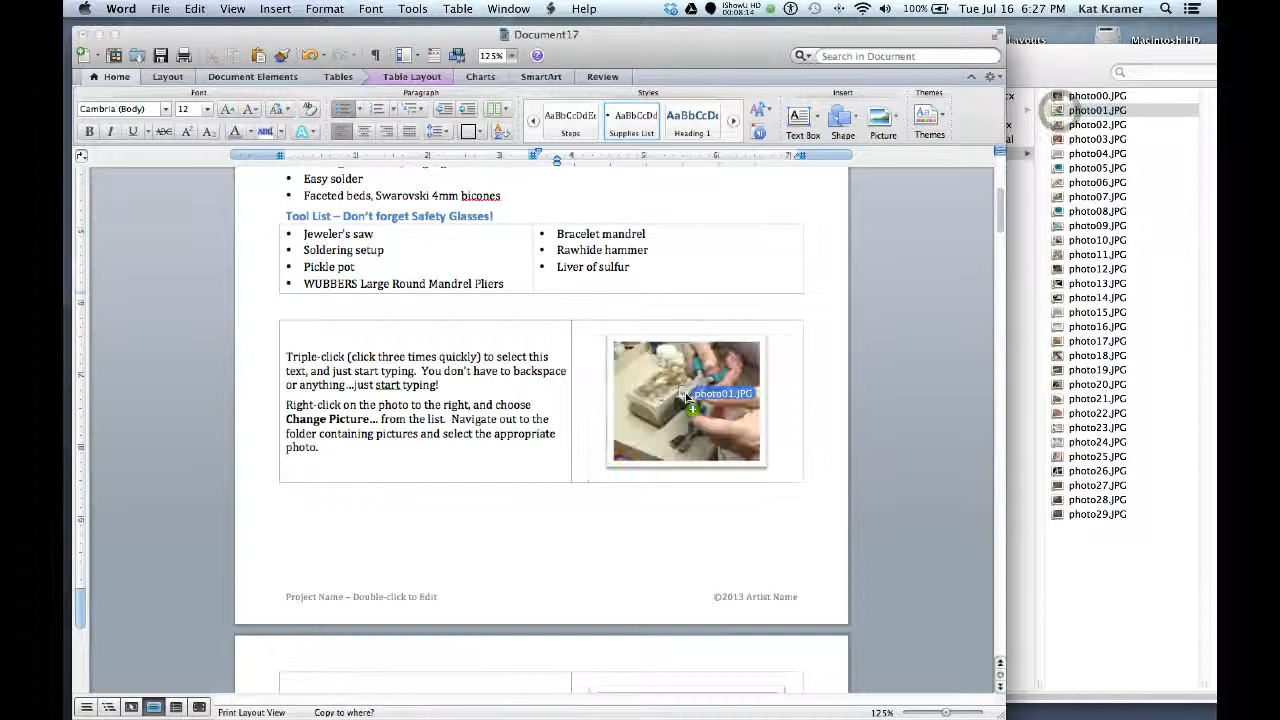 Word File Edit View Insert Format Font Tools Table Window Help iShowU HD 00:08:14 100% Tue Jul 16 6:27 PM Kat Kramer
Document17
125% Search in Document
Home Layout Document Elements Tables Table Layout Charts SmartArt Review
Font Paragraph Styles Insert Themes
Cambria (Body) 12
AaBbCcDdEe AaBbCcDd AaBbCcDc
Steps Supplies List Heading 1
Text Box Shape Picture Themes
Layouts Macintosh HD
• Easy solder
• Faceted beds, Swarovski 4mm bicones
Tool List – Don't forget Safety Glasses!
• Jeweler's saw
• Soldering setup
• Pickle pot
• WUBBERS Large Round Mandrel Pliers
• Bracelet mandrel
• Rawhide hammer
• Liver of sulfur
Triple-click (click three times quickly) to select this
text, and just start typing. You don't have to backspace
or anything…just start typing!
Right-click on the photo to the right, and choose
Change Picture… from the list. Navigate out to the
folder containing pictures and select the appropriate
photo.
photo01.JPG
Project Name – Double-click to Edit ©2013 Artist Name
Print Layout View Copy to where? 125%
photo00.JPG
photo01.JPG
photo02.JPG
photo03.JPG
photo04.JPG
photo05.JPG
photo06.JPG
photo07.JPG
photo08.JPG
photo09.JPG
photo10.JPG
photo11.JPG
photo12.JPG
photo13.JPG
photo14.JPG
photo15.JPG
photo16.JPG
photo17.JPG
photo18.JPG
photo19.JPG
photo20.JPG
photo21.JPG
photo22.JPG
photo23.JPG
photo24.JPG
photo25.JPG
photo26.JPG
photo27.JPG
photo28.JPG
photo29.JPG